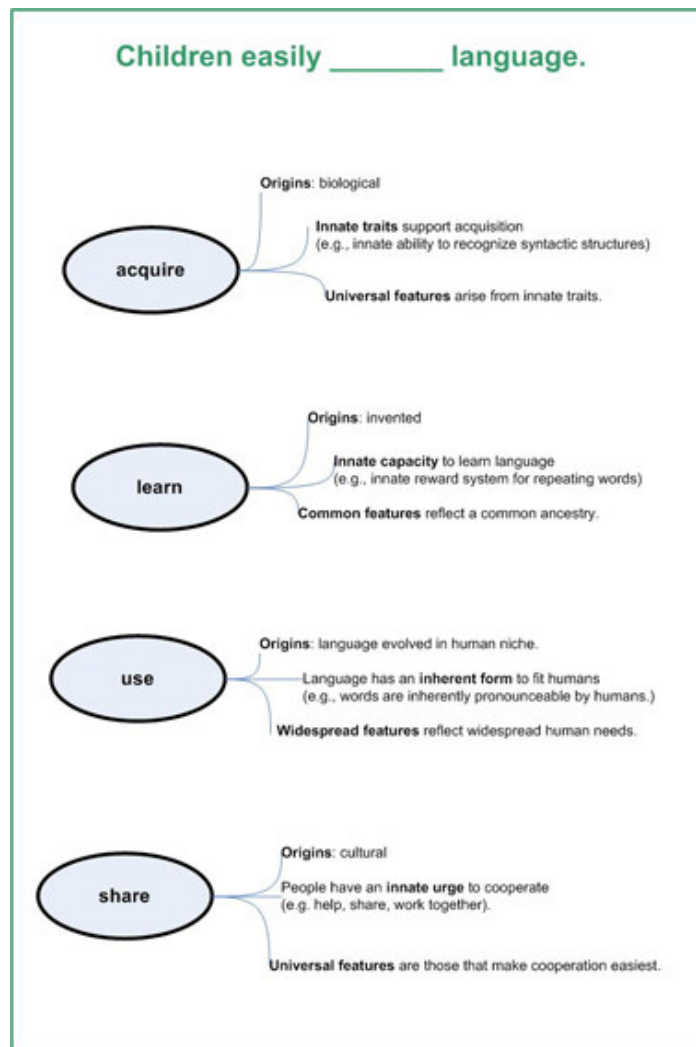 Children easily _______ language.
Origins: biological
Innate traits support acquisition
(e.g., innate ability to recognize syntactic structures)
acquire
Universal features arise from innate traits.
Origins: invented
Innate capacity to learn language
(e.g., innate reward system for repeating words)
learn
Common features reflect a common ancestry.
Origins: language evolved in human niche.
use
Language has an inherent form to fit humans
(e.g., words are inherently pronounceable by humans.)
Widespread features reflect widespread human needs.
Origins: cultural
People have an innate urge to cooperate
(e.g. help, share, work together).
share
Universal features are those that make cooperation easiest.